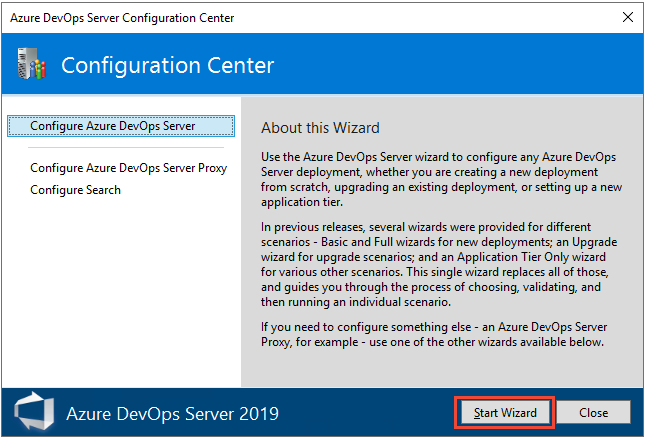 Azure DevOps Server Configuration Center
Configuration Center
Configure Azure DevOps Server
Configure Azure DevOps Server Proxy
Configure Search
About this Wizard
Use the Azure DevOps Server wizard to configure any Azure DevOps
Server deployment, whether you are creating a new deployment
from scratch, upgrading an existing deployment, or setting up a new
application tier.
In previous releases, several wizards were provided for different
scenarios - Basic and Full wizards for new deployments; an Upgrade
wizard for upgrade scenarios; and an Application Tier Only wizard
for various other scenarios. This single wizard replaces all of those,
and guides you through the process of choosing, validating, and
then running an individual scenario.
If you need to configure something else - an Azure DevOps Server
Proxy, for example - use one of the other wizards available below.
Azure DevOps Server 2019
Start Wizard
Close